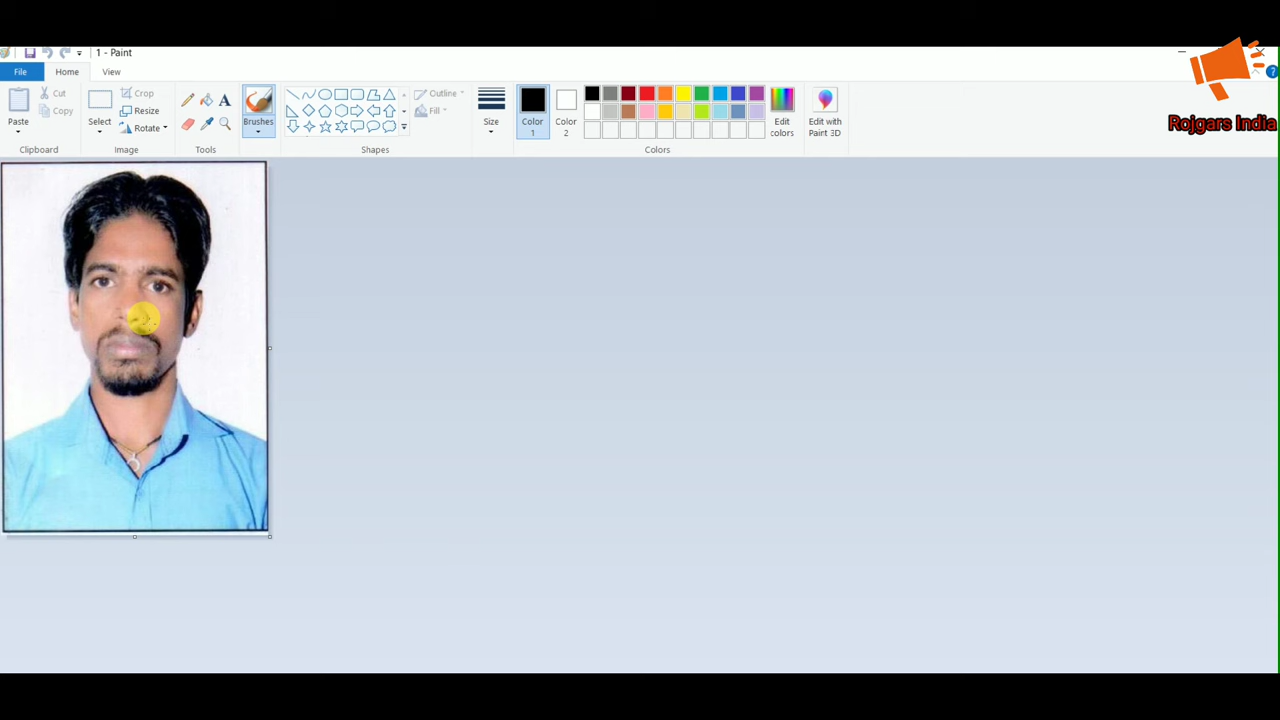 1 - Paint
File
Home
View
Cut
Copy
Paste
Clipboard
Crop
Resize
Rotate
Select
Image
A
Tools
Brushes
Outline
Fill
Shapes
Size
Color
1
Color
2
Edit
colors
Colors
Edit with
Paint 3D
?
Rojgars India